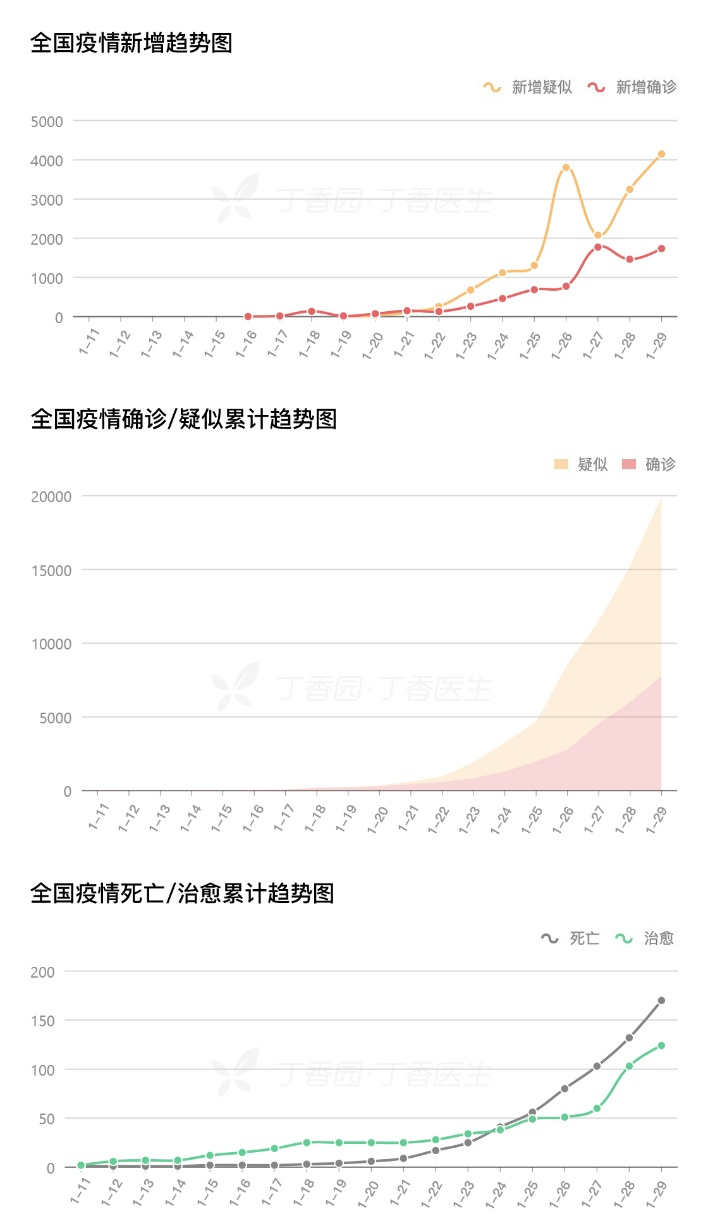 全国疫情新增趋势图
新增疑似 新增确诊
5000
4000
3000
2000
1000
0
丁香园·丁香医生
1-11 1-12 1-13 1-14 1-15 1-16 1-17 1-18 1-19 1-20 1-21 1-22 1-23 1-24 1-25 1-26 1-27 1-28 1-29
全国疫情确诊/疑似累计趋势图
疑似 确诊
20000
15000
10000
5000
0
丁香园·丁香医生
1-11 1-12 1-13 1-14 1-15 1-16 1-17 1-18 1-19 1-20 1-21 1-22 1-23 1-24 1-25 1-26 1-27 1-28 1-29
全国疫情死亡/治愈累计趋势图
死亡 治愈
200
150
100
50
0
丁香园·丁香医生
1-11 1-12 1-13 1-14 1-15 1-16 1-17 1-18 1-19 1-20 1-21 1-22 1-23 1-24 1-25 1-26 1-27 1-28 1-29